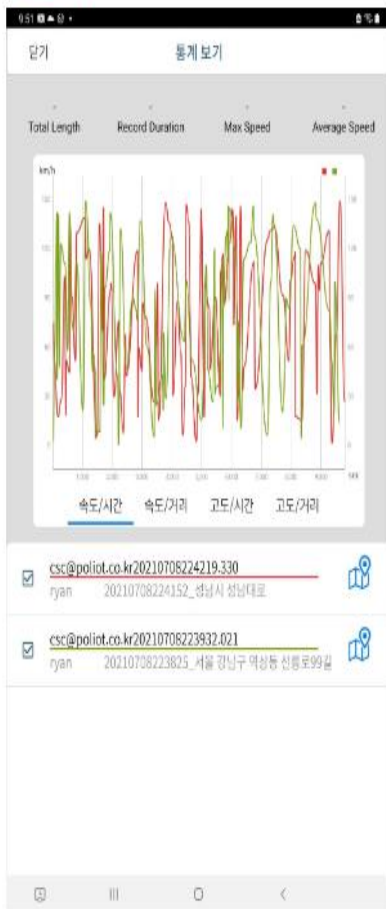 9:51
닫기 통계 보기
- - - -
Total Length Record Duration Max Speed Average Speed
km/h
속도/시간 속도/거리 고도/시간 고도/거리
csc@poliot.co.kr20210708224219.330
ryan 20210708224152_성남시 성남대로
csc@poliot.co.kr20210708223932.021
ryan 20210708223825_서울 강남구 역삼동 선릉로99길